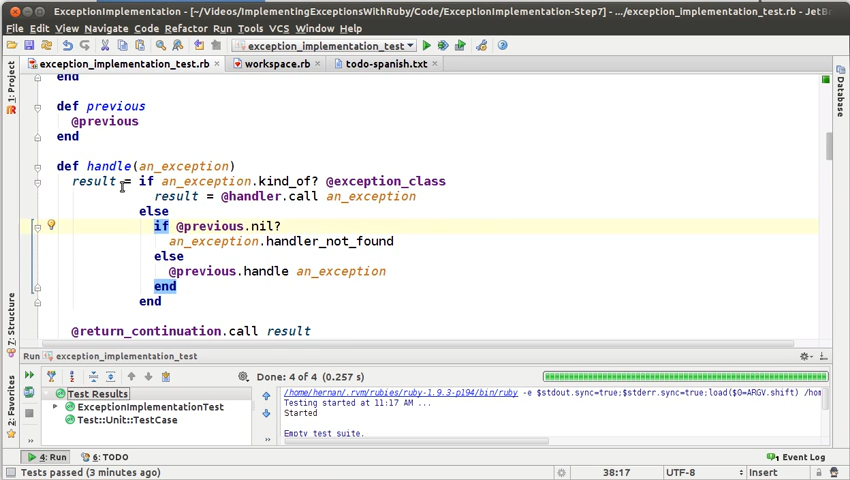 ExceptionImplementation - [~/Videos/ImplementingExceptionsWithRuby/Code/ExceptionImplementation-Step7] - .../exception_implementation_test.rb - JetBr
File Edit View Navigate Code Refactor Run Tools VCS Window Help
exception_implementation_test
exception_implementation_test.rb workspace.rb todo-spanish.txt
1: Project
Database
end
def previous
@previous
end
def handle(an_exception)
result = if an_exception.kind_of? @exception_class
result = @handler.call an_exception
else
if @previous.nil?
an_exception.handler_not_found
else
@previous.handle an_exception
end
end
@return_continuation.call result
7: Structure
2: Favorites
Run exception_implementation_test
Done: 4 of 4 (0.257 s)
Test Results
ExceptionImplementationTest
Test::Unit::TestCase
/home/hernan/.rvm/rubies/ruby-1.9.3-p194/bin/ruby -e $stdout.sync=true;$stderr.sync=true;load($0=ARGV.shift) /ho
Testing started at 11:17 AM ...
Started
Empty test suite.
4: Run 6: TODO Event Log
Tests passed (3 minutes ago) 38:17 UTF-8 Insert